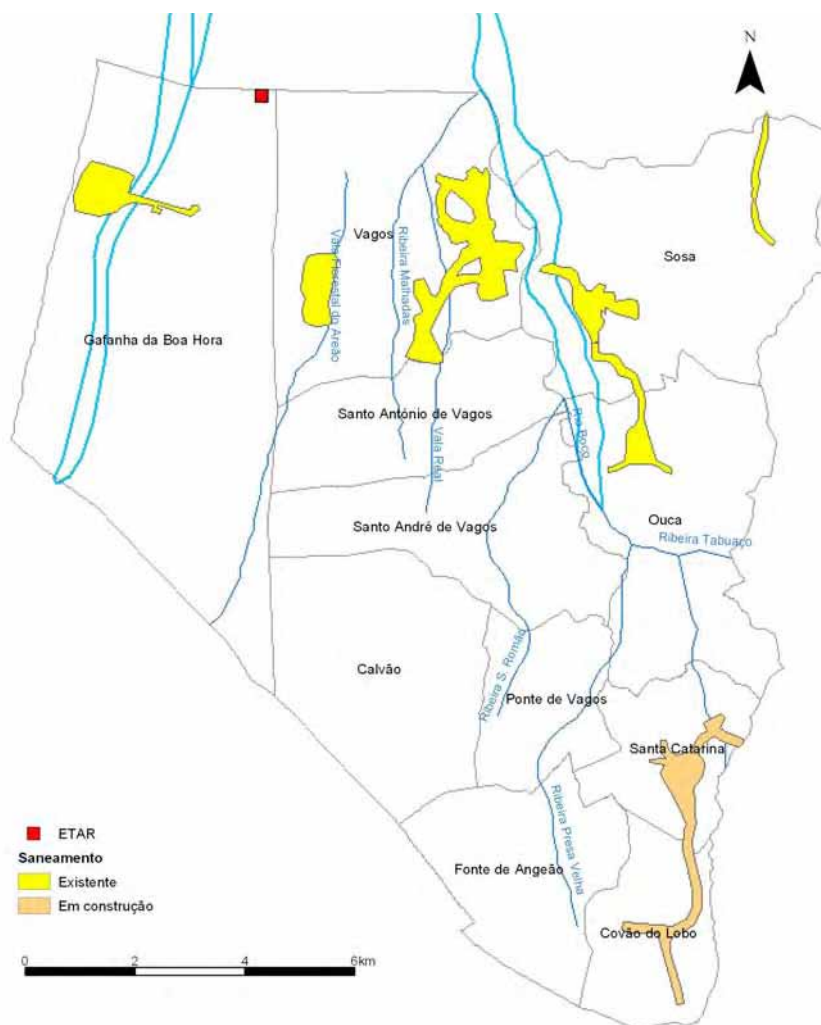 N
Vagos
Ribeira Malhadas
Vala Florestal do Areão
Sosa
Gafanha da Boa Hora
Santo António de Vagos
Vala Real
Rio Boco
Santo André de Vagos
Ouca
Ribeira Tabuaço
Calvão
Ribeira S. Romão
Ponte de Vagos
Santa Catarina
Ribeira Presa Velha
Fonte de Angeão
Covão do Lobo
ETAR
Saneamento
Existente
Em construção
0 2 4 6km